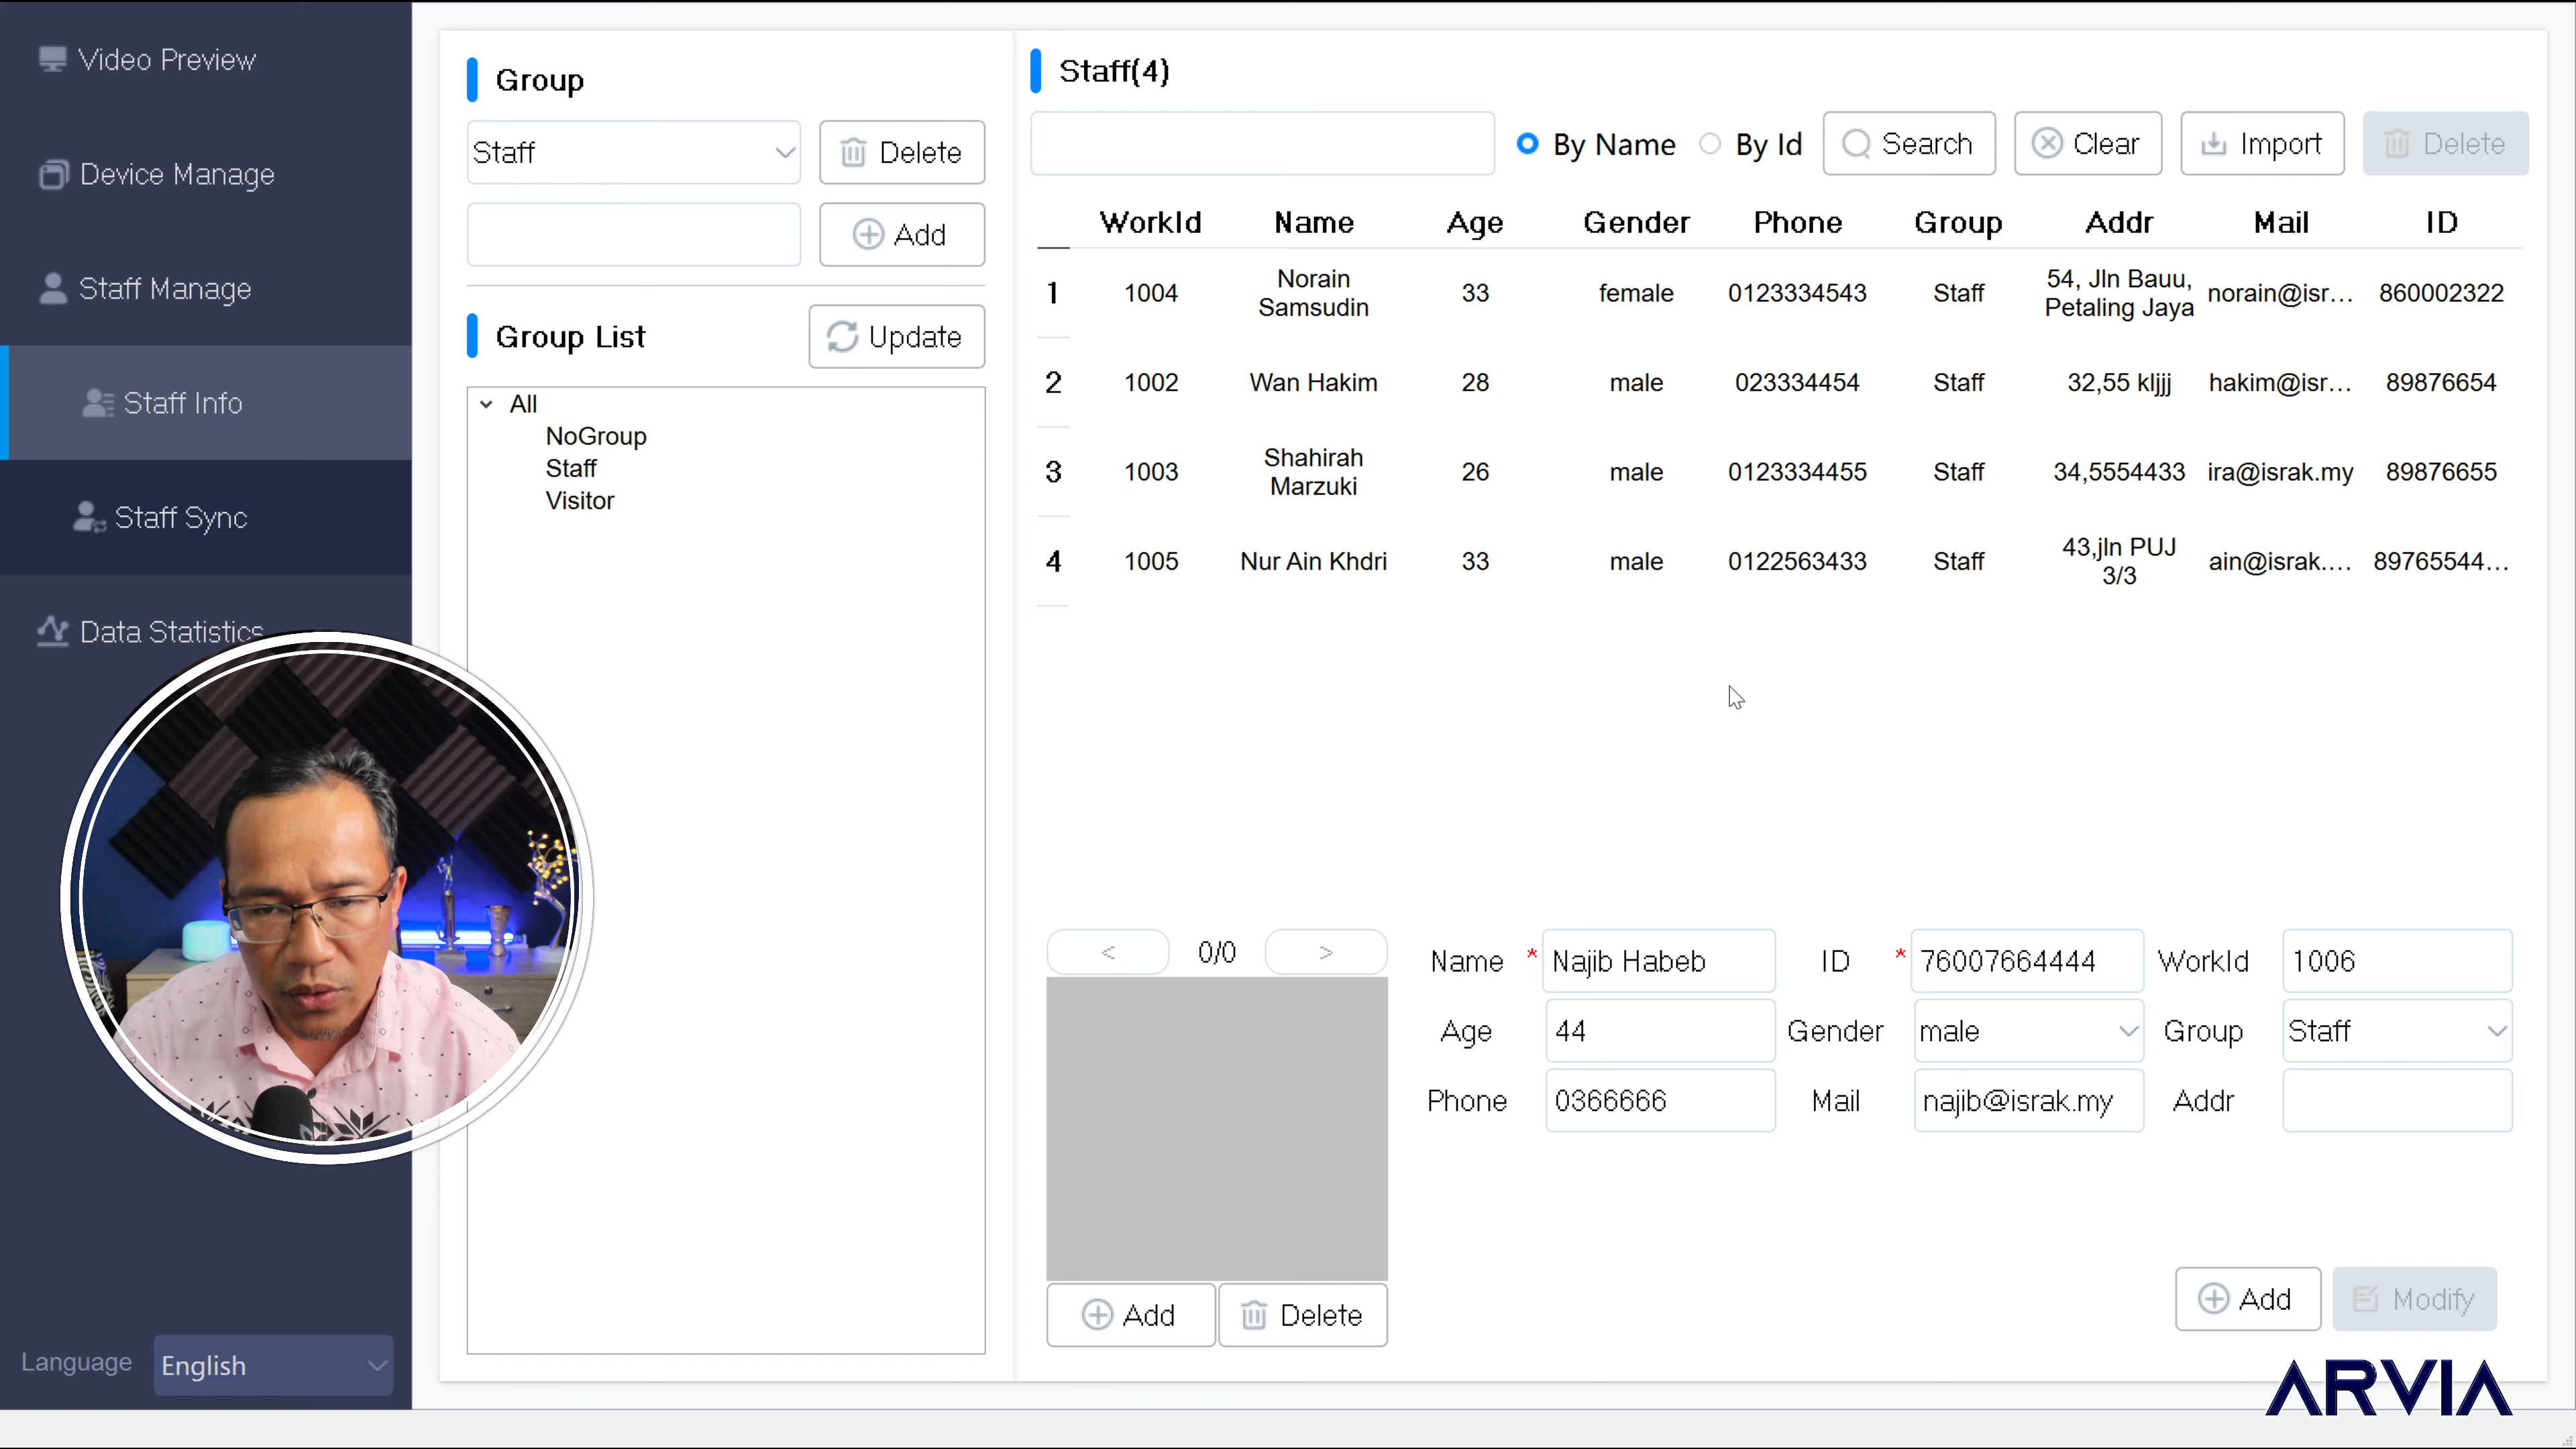 Video Preview
Device Manage
Staff Manage
Staff Info
Staff Sync
Data Statistics
Language English
Group
Staff Delete
Add
Group List Update
All
NoGroup
Staff
Visitor
Staff(4)
By Name By Id Search Clear Import Delete
WorkId Name Age Gender Phone Group Addr Mail ID
1 1004 Norain Samsudin 33 female 0123334543 Staff 54, Jln Bauu, Petaling Jaya norain@isr... 860002322
2 1002 Wan Hakim 28 male 023334454 Staff 32,55 kljjj hakim@isr... 89876654
3 1003 Shahirah Marzuki 26 male 0123334455 Staff 34,5554433 ira@israk.my 89876655
4 1005 Nur Ain Khdri 33 male 0122563433 Staff 43,jln PUJ 3/3 ain@israk.... 89765544...
< 0/0 >
Add Delete
Name * Najib Habeb ID * 76007664444 WorkId 1006
Age 44 Gender male Group Staff
Phone 0366666 Mail najib@israk.my Addr
Add Modify
ARVIA